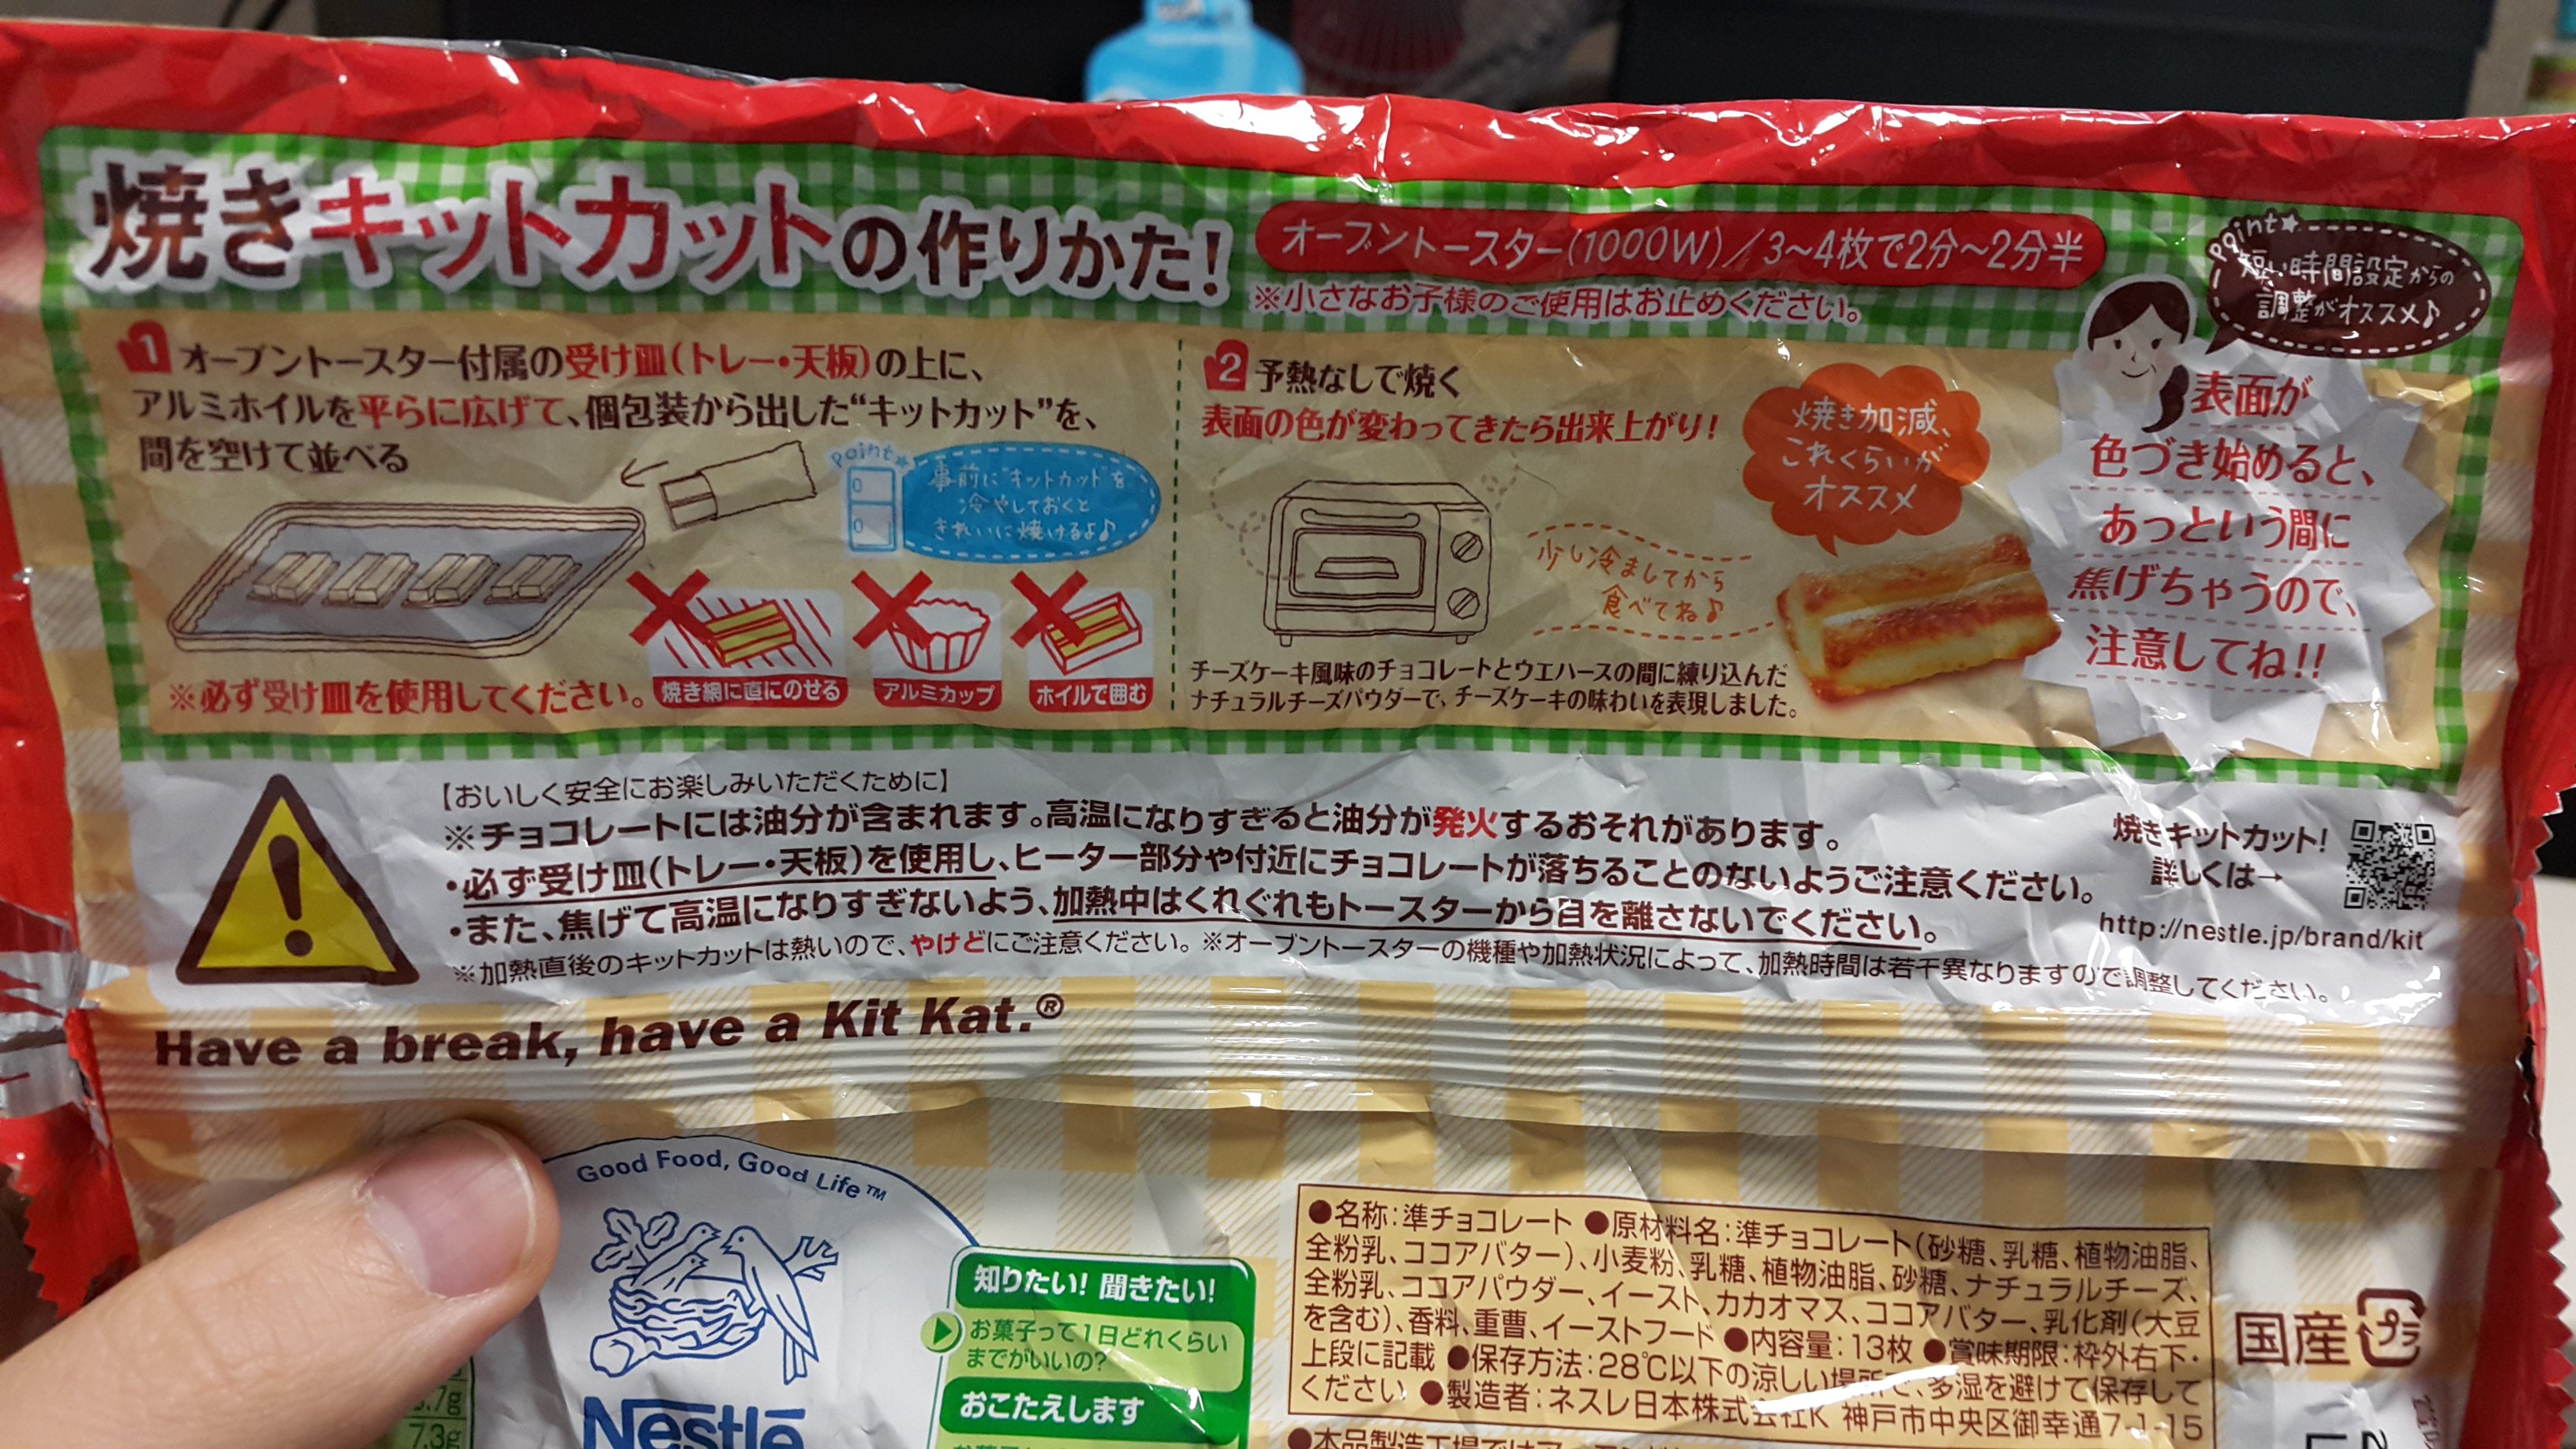 焼きキットカットの作りかた!
オーブントースター(1000W)/3~4枚で2分~2分半
※小さなお子様のご使用はお止めください。
Point★
短い時間設定からの
調整がオススメ♪
1 オーブントースター付属の受け皿(トレー・天板)の上に、
アルミホイルを平らに広げて、個包装から出した“キットカット”を、
間を空けて並べる
Point★
事前に“キットカット”を
冷やしておくと
きれいに焼けるよ♪
※必ず受け皿を使用してください。
焼き網に直にのせる
アルミカップ
ホイルで囲む
2 予熱なしで焼く
表面の色が変わってきたら出来上がり!
焼き加減、
これくらいが
オススメ
少し冷ましてから
食べてね♪
チーズケーキ風味のチョコレートとウエハースの間に練り込んだ
ナチュラルチーズパウダーで、チーズケーキの味わいを表現しました。
表面が
色づき始めると、
あっという間に
焦げちゃうので、
注意してね!!
【おいしく安全にお楽しみいただくために】
※チョコレートには油分が含まれます。高温になりすぎると油分が発火するおそれがあります。
・必ず受け皿(トレー・天板)を使用し、ヒーター部分や付近にチョコレートが落ちることのないようご注意ください。
・また、焦げて高温になりすぎないよう、加熱中はくれぐれもトースターから目を離さないでください。
※加熱直後のキットカットは熱いので、やけどにご注意ください。※オーブントースターの機種や加熱状況によって、加熱時間は若干異なりますので調整してください。
焼きキットカット!
詳しくは→
http://nestle.jp/brand/kit
Have a break, have a Kit Kat.®
Good Food, Good Life™
Nestlé
知りたい! 聞きたい!
お菓子って1日どれくらい
までがいいの?
おこたえします
7.3g
●名称:準チョコレート ●原材料名:準チョコレート(砂糖、乳糖、植物油脂、
全粉乳、ココアバター)、小麦粉、乳糖、植物油脂、砂糖、ナチュラルチーズ、
全粉乳、ココアパウダー、イースト、カカオマス、ココアバター、乳化剤(大豆
を含む)、香料、重曹、イーストフード ●内容量:13枚 ●賞味期限:枠外右下・
上段に記載 ●保存方法:28℃以下の涼しい場所で、多湿を避けて保存して
ください ●製造者:ネスレ日本株式会社K 神戸市中央区御幸通7-1-15
国産
プラ